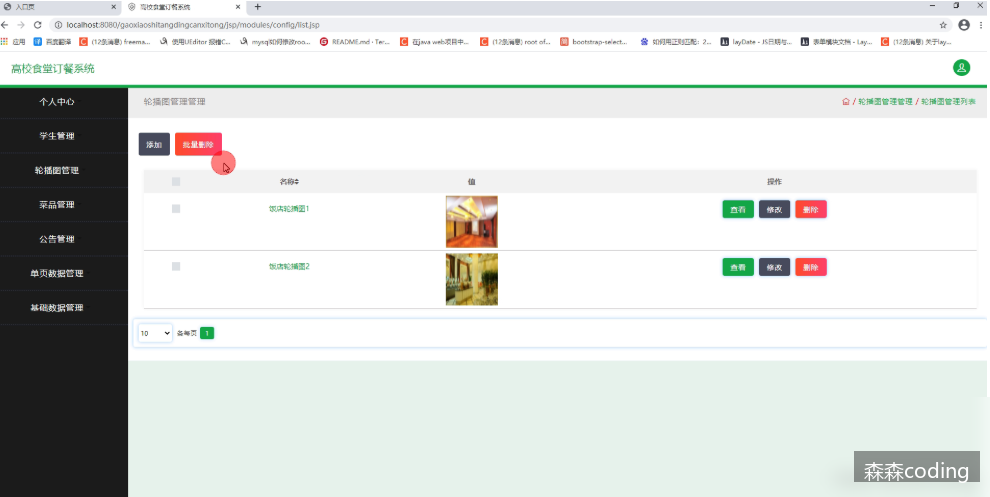 入口页
高校食堂订餐系统
localhost:8080/gaoxiaoshitangdingcanxitong/jsp/modules/config/list.jsp
应用 百度翻译 (12条消息) freema... 使用UEditor 报错C... mysql如何修改roo... README.md · Ter... 在java web项目中... (12条消息) root of... bootstrap-select... 如何用正则匹配：2... layDate - JS日期与... 表单模块文档 - Lay... (12条消息) 关于lay...
高校食堂订餐系统
个人中心
学生管理
轮播图管理
菜品管理
公告管理
单页数据管理
基础数据管理
轮播图管理管理
/ 轮播图管理管理 / 轮播图管理列表
添加 批量删除
名称 值 操作
饭店轮播图1 查看 修改 删除
饭店轮播图2 查看 修改 删除
10 条每页 1
森森coding